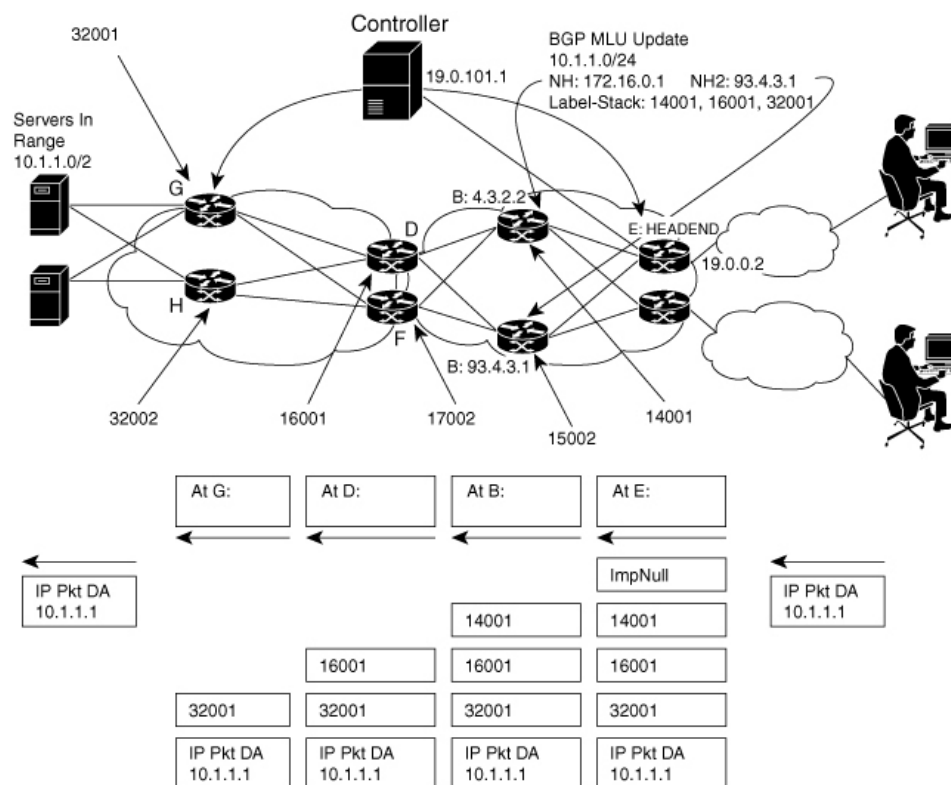 Controller
32001
19.0.101.1
BGP MLU Update
10.1.1.0/24
NH: 172.16.0.1 NH2: 93.4.3.1
Label-Stack: 14001, 16001, 32001
Servers In
Range
10.1.1.0/2
G
D
B: 4.3.2.2
E: HEADEND
19.0.0.2
H
F
B: 93.4.3.1
32002
16001
17002
15002
14001
At G:
At D:
At B:
At E:
IP Pkt DA
10.1.1.1
ImpNull
IP Pkt DA
10.1.1.1
14001
14001
16001
16001
16001
32001
32001
32001
32001
IP Pkt DA
10.1.1.1
IP Pkt DA
10.1.1.1
IP Pkt DA
10.1.1.1
IP Pkt DA
10.1.1.1